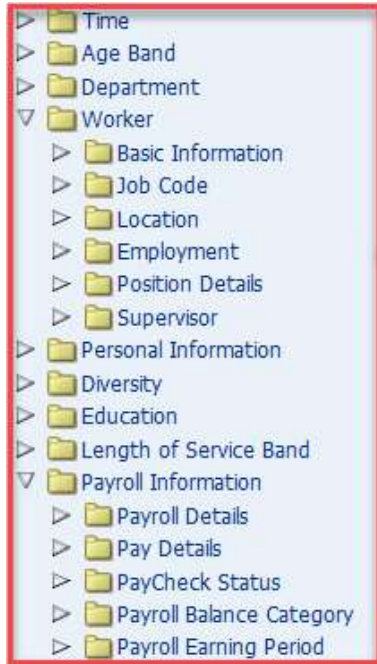 Time
Age Band
Department
Worker
Basic Information
Job Code
Location
Employment
Position Details
Supervisor
Personal Information
Diversity
Education
Length of Service Band
Payroll Information
Payroll Details
Pay Details
PayCheck Status
Payroll Balance Category
Payroll Earning Period